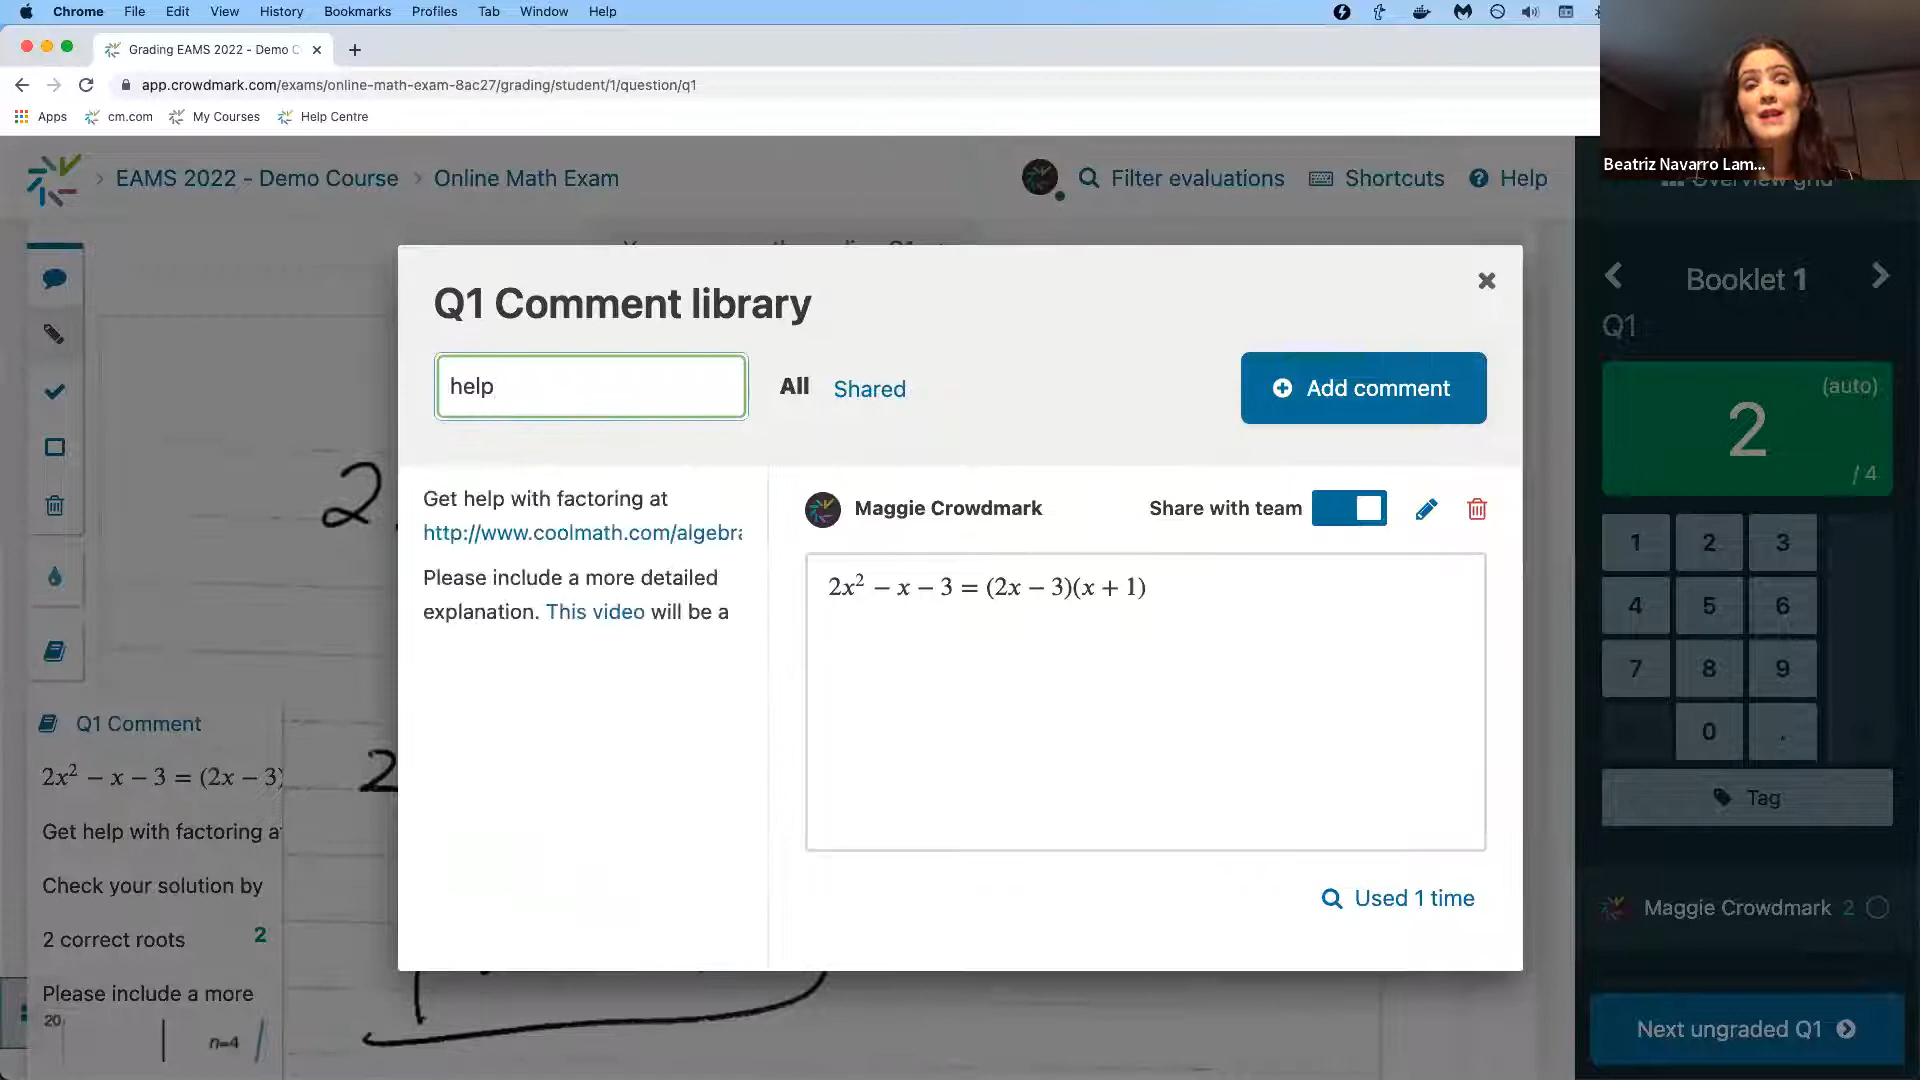 Chrome File Edit View History Bookmarks Profiles Tab Window Help
Grading EAMS 2022 - Demo C
app.crowdmark.com/exams/online-math-exam-8ac27/grading/student/1/question/q1
Apps cm.com My Courses Help Centre
Beatriz Navarro Lam...
EAMS 2022 - Demo Course Online Math Exam Filter evaluations Shortcuts Help
Overview grid
Booklet 1
Q1
(auto)
2
/ 4
1 2 3
4 5 6
7 8 9
0 .
Tag
Maggie Crowdmark 2
Next ungraded Q1
Q1 Comment library
help All Shared Add comment
Get help with factoring at
http://www.coolmath.com/algebra
Please include a more detailed
explanation. This video will be a
Maggie Crowdmark Share with team
2x² − x − 3 = (2x − 3)(x + 1)
Used 1 time
Q1 Comment
2x² − x − 3 = (2x − 3)
Get help with factoring a
Check your solution by
2 correct roots 2
Please include a more
20
n=4
2
2